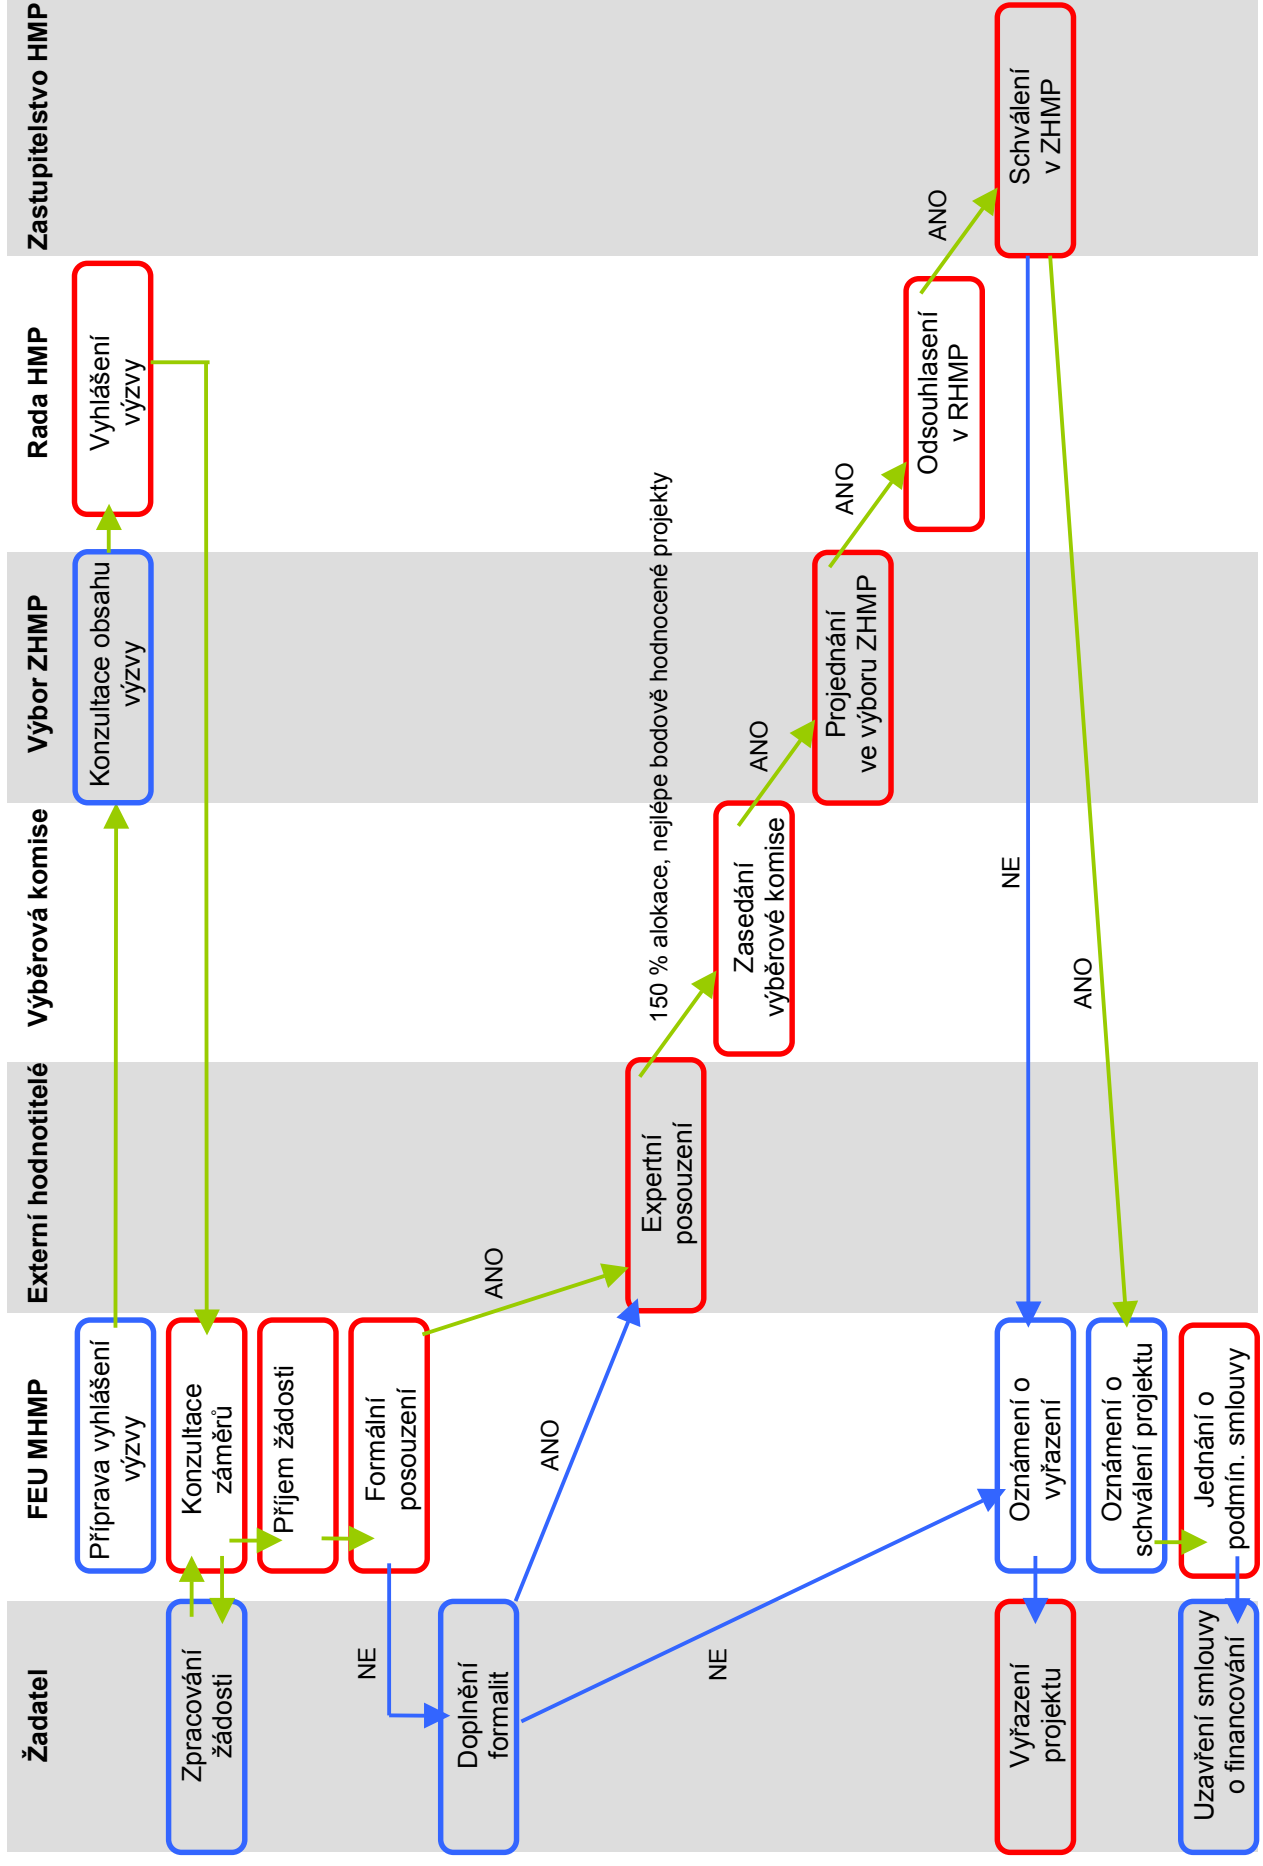 Žadatel
FEU MHMP
Externí hodnotitelé
Výběrová komise
Výbor ZHMP
Rada HMP
Zastupitelstvo HMP
Příprava vyhlášení
výzvy
Konzultace obsahu
výzvy
Vyhlášení
výzvy
Zpracování
žádosti
Konzultace
záměrů
Příjem žádosti
Formální
posouzení
NE
ANO
Doplnění
formalit
ANO
NE
Expertní
posouzení
150 % alokace, nejlépe bodově hodnocené projekty
Zasedání
výběrové komise
ANO
Projednání
ve výboru ZHMP
ANO
Odsouhlasení
v RHMP
ANO
Schválení
v ZHMP
NE
ANO
Vyřazení
projektu
Oznámení o
vyřazení
Oznámení o
schválení projektu
Uzavření smlouvy
o financování
Jednání o
podmín. smlouvy